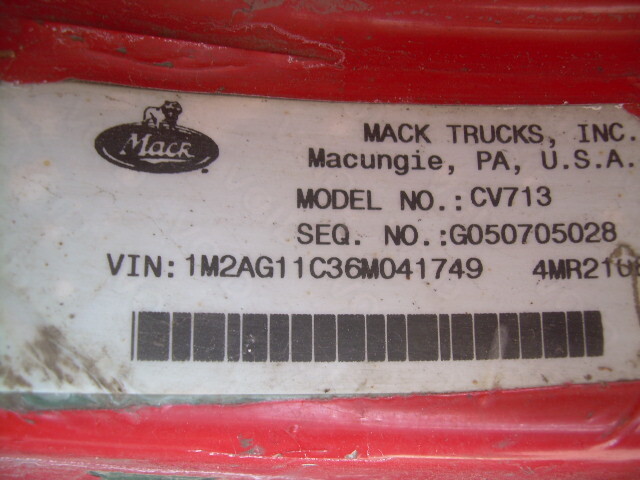 Mack
MACK TRUCKS, INC.
Macungie, PA, U.S.A.
MODEL NO.: CV713
SEQ. NO.:G050705028
VIN: 1M2AG11C36M041749